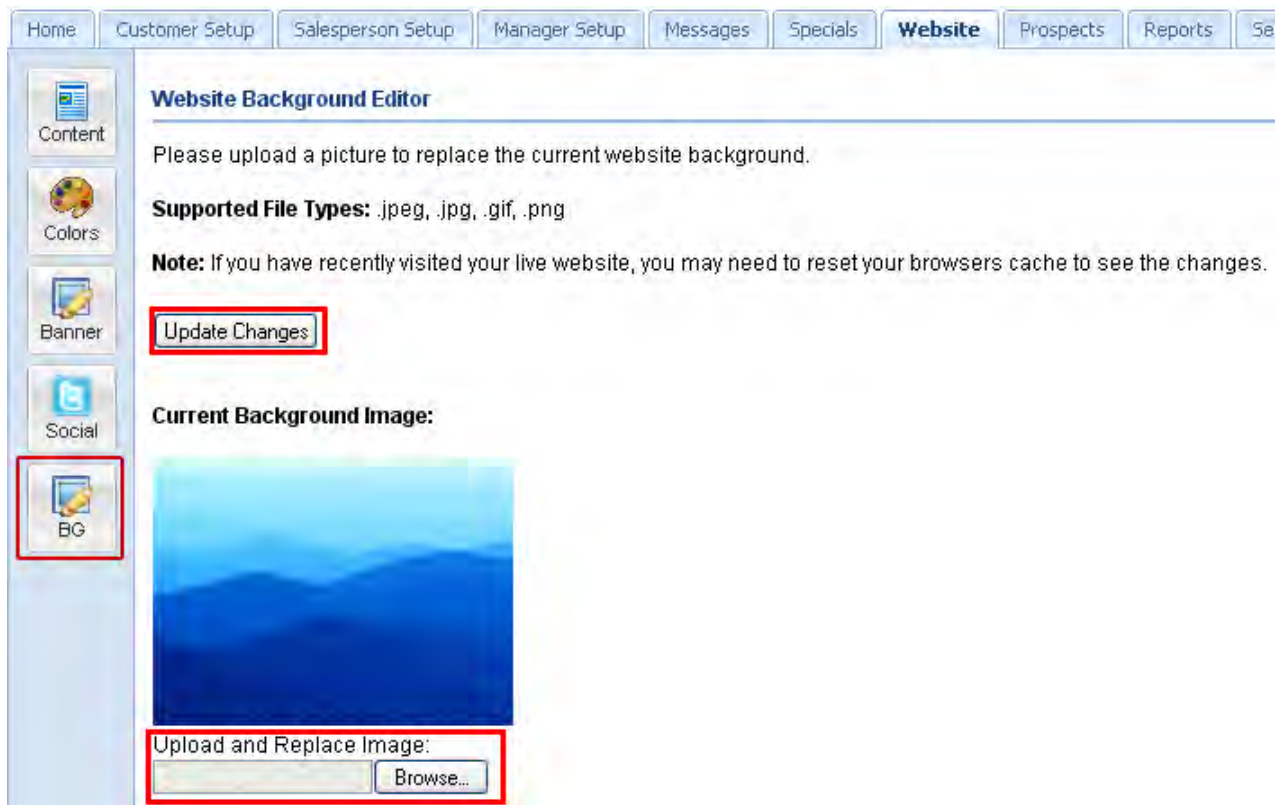 Home Customer Setup Salesperson Setup Manager Setup Messages Specials Website Prospects Reports
Content
Colors
Banner
Social
BG
Website Background Editor
Please upload a picture to replace the current website background.
Supported File Types: .jpeg, .jpg, .gif, .png
Note: If you have recently visited your live website, you may need to reset your browsers cache to see the changes.
Update Changes
Current Background Image:
Upload and Replace Image:
Browse...